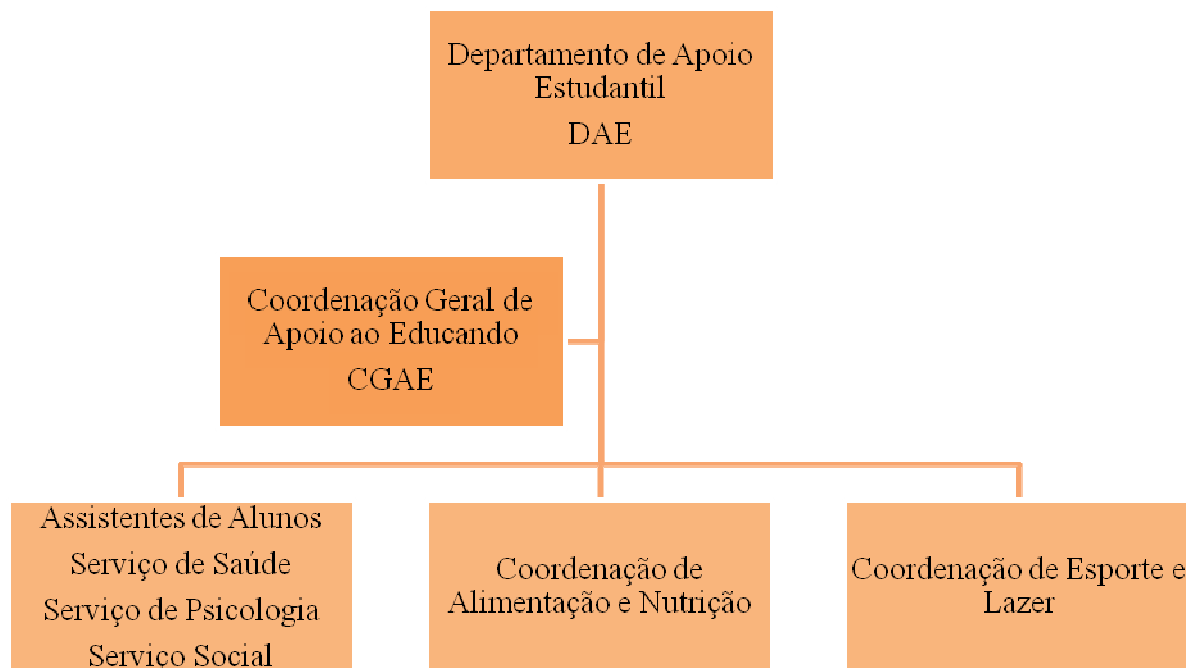 Departamento de Apoio
Estudantil
DAE
Coordenação Geral de
Apoio ao Educando
CGAE
Assistentes de Alunos
Serviço de Saúde
Serviço de Psicologia
Serviço Social
Coordenação de
Alimentação e Nutrição
Coordenação de Esporte e
Lazer